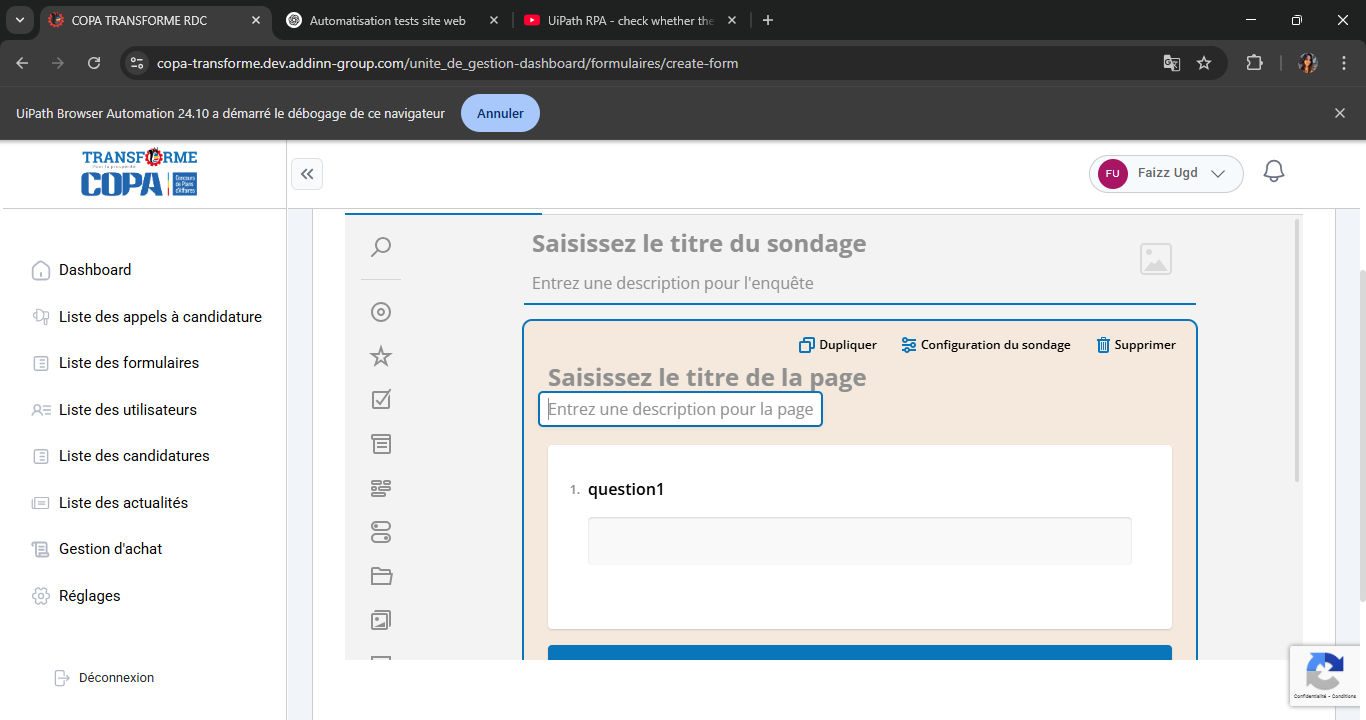 COPA TRANSFORME RDC
Automatisation tests site web
UiPath RPA - check whether the
copa-transforme.dev.addinn-group.com/unite_de_gestion-dashboard/formulaires/create-form
UiPath Browser Automation 24.10 a démarré le débogage de ce navigateur
Annuler
TRANSFORME
Pour la prospérité
COPA
Concours de Plans d'Affaires
FU
Faizz Ugd
Dashboard
Liste des appels à candidature
Liste des formulaires
Liste des utilisateurs
Liste des candidatures
Liste des actualités
Gestion d'achat
Réglages
Déconnexion
Saisissez le titre du sondage
Entrez une description pour l'enquête
Dupliquer
Configuration du sondage
Supprimer
Saisissez le titre de la page
Entrez une description pour la page
1. question1
Confidentialité - Conditions